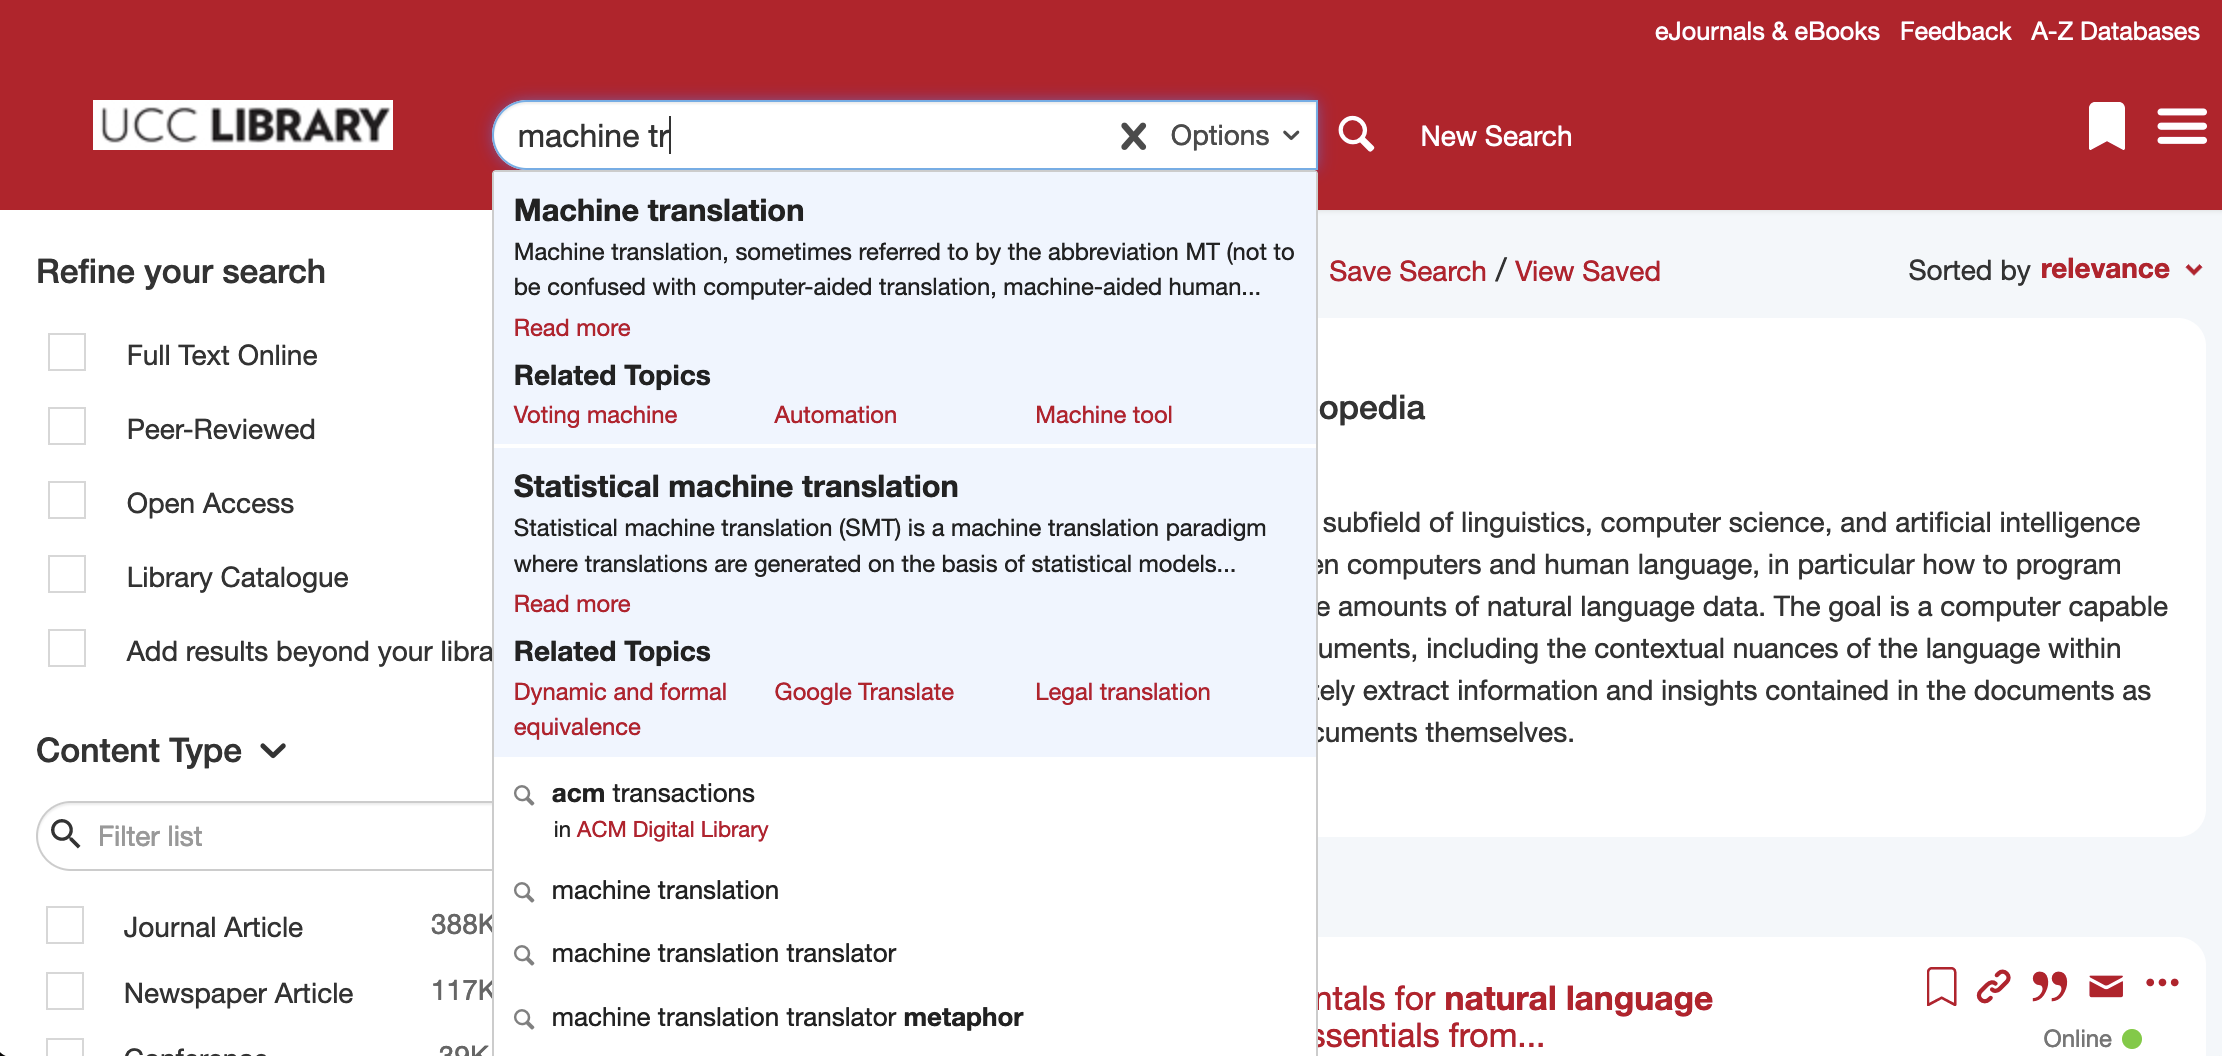 eJournals & eBooks Feedback A-Z Databases
UCC LIBRARY
machine tr
Options
New Search
Refine your search
Full Text Online
Peer-Reviewed
Open Access
Library Catalogue
Add results beyond your libra
Content Type
Filter list
Journal Article 388K
Newspaper Article 117K
Conference 39K
Machine translation
Machine translation, sometimes referred to by the abbreviation MT (not to
be confused with computer-aided translation, machine-aided human...
Read more
Related Topics
Voting machine Automation Machine tool
Statistical machine translation
Statistical machine translation (SMT) is a machine translation paradigm
where translations are generated on the basis of statistical models...
Read more
Related Topics
Dynamic and formal Google Translate Legal translation
equivalence
acm transactions
in ACM Digital Library
machine translation
machine translation translator
machine translation translator metaphor
Save Search / View Saved
Sorted by relevance
opedia
subfield of linguistics, computer science, and artificial intelligence
en computers and human language, in particular how to program
e amounts of natural language data. The goal is a computer capable
uments, including the contextual nuances of the language within
tely extract information and insights contained in the documents as
cuments themselves.
ntals for natural language
ssentials from...
Online